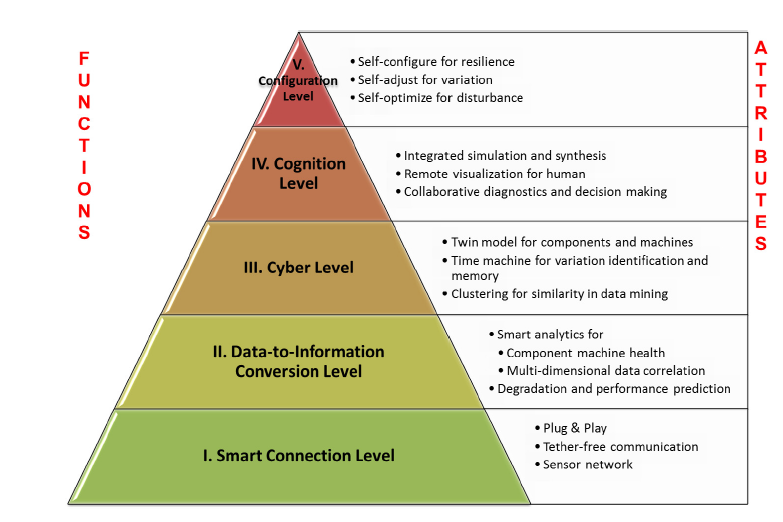 FUNCTIONS
ATTRIBUTES
V.
Configuration
Level
• Self-configure for resilience
• Self-adjust for variation
• Self-optimize for disturbance
IV. Cognition
Level
• Integrated simulation and synthesis
• Remote visualization for human
• Collaborative diagnostics and decision making
III. Cyber Level
• Twin model for components and machines
• Time machine for variation identification and
memory
• Clustering for similarity in data mining
II. Data-to-Information
Conversion Level
• Smart analytics for
• Component machine health
• Multi-dimensional data correlation
• Degradation and performance prediction
I. Smart Connection Level
• Plug & Play
• Tether-free communication
• Sensor network